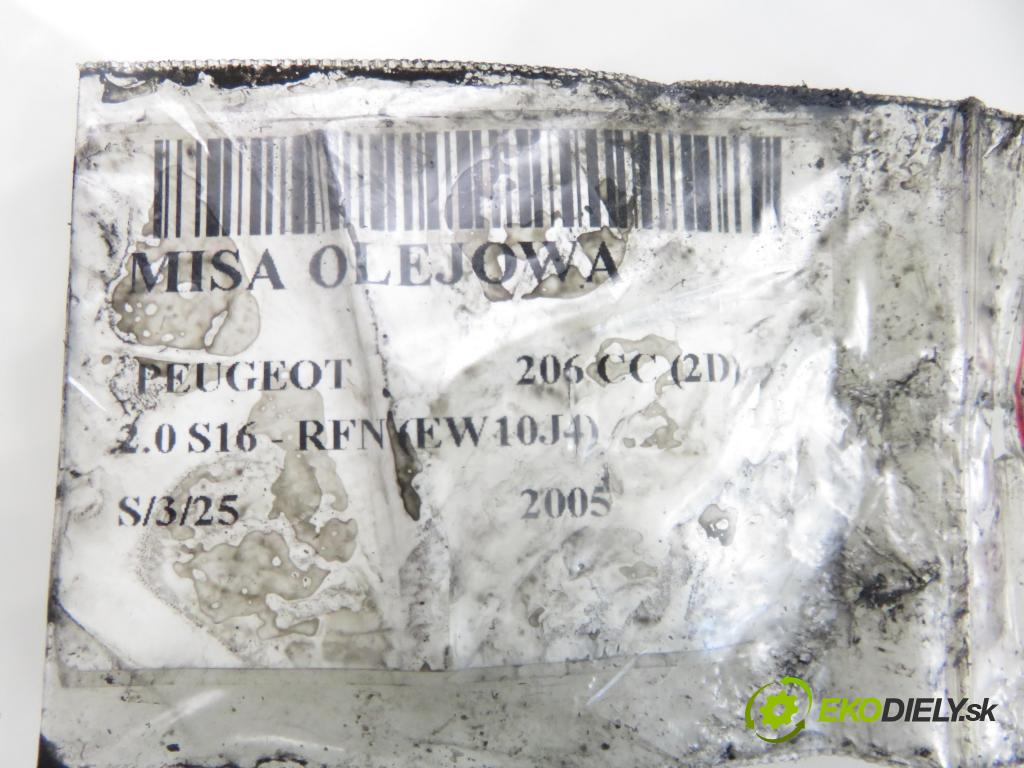 MISA OLEJOWA
PEUGEOT 206 CC (2D)
2.0 S16 - RFN (EW10J4)
S/3/25 2005
EKODIELY.sk